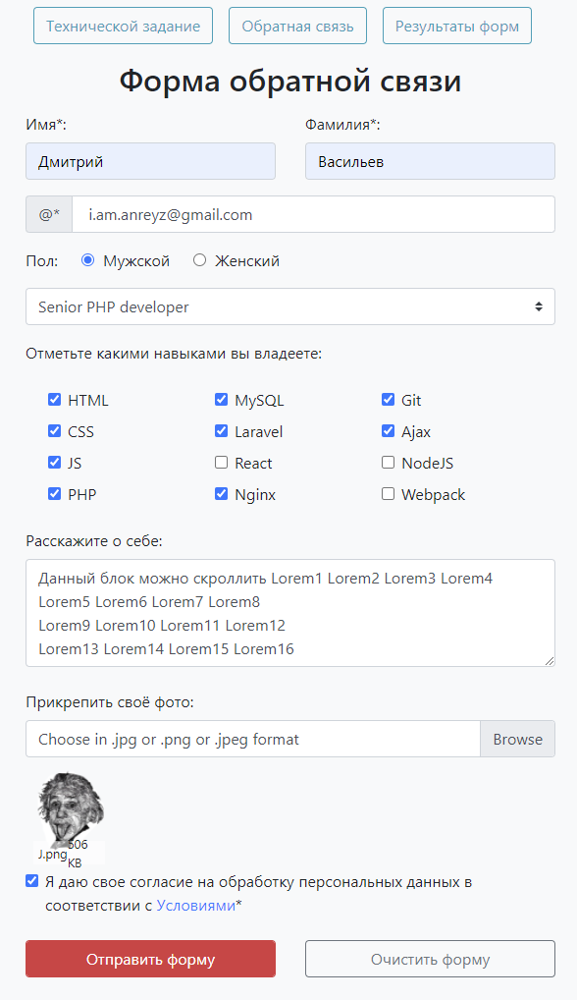 Технической задание Обратная связь Результаты форм
Форма обратной связи
Имя*: Фамилия*:
Дмитрий Васильев
@* i.am.anreyz@gmail.com
Пол: Мужской Женский
Senior PHP developer
Отметьте какими навыками вы владеете:
HTML MySQL Git
CSS Laravel Ajax
JS React NodeJS
PHP Nginx Webpack
Расскажите о себе:
Данный блок можно скроллить Lorem1 Lorem2 Lorem3 Lorem4
Lorem5 Lorem6 Lorem7 Lorem8
Lorem9 Lorem10 Lorem11 Lorem12
Lorem13 Lorem14 Lorem15 Lorem16
Прикрепить своё фото:
Choose in .jpg or .png or .jpeg format Browse
J.png 506
KB
Я даю свое согласие на обработку персональных данных в
соответствии с Условиями*
Отправить форму Очистить форму